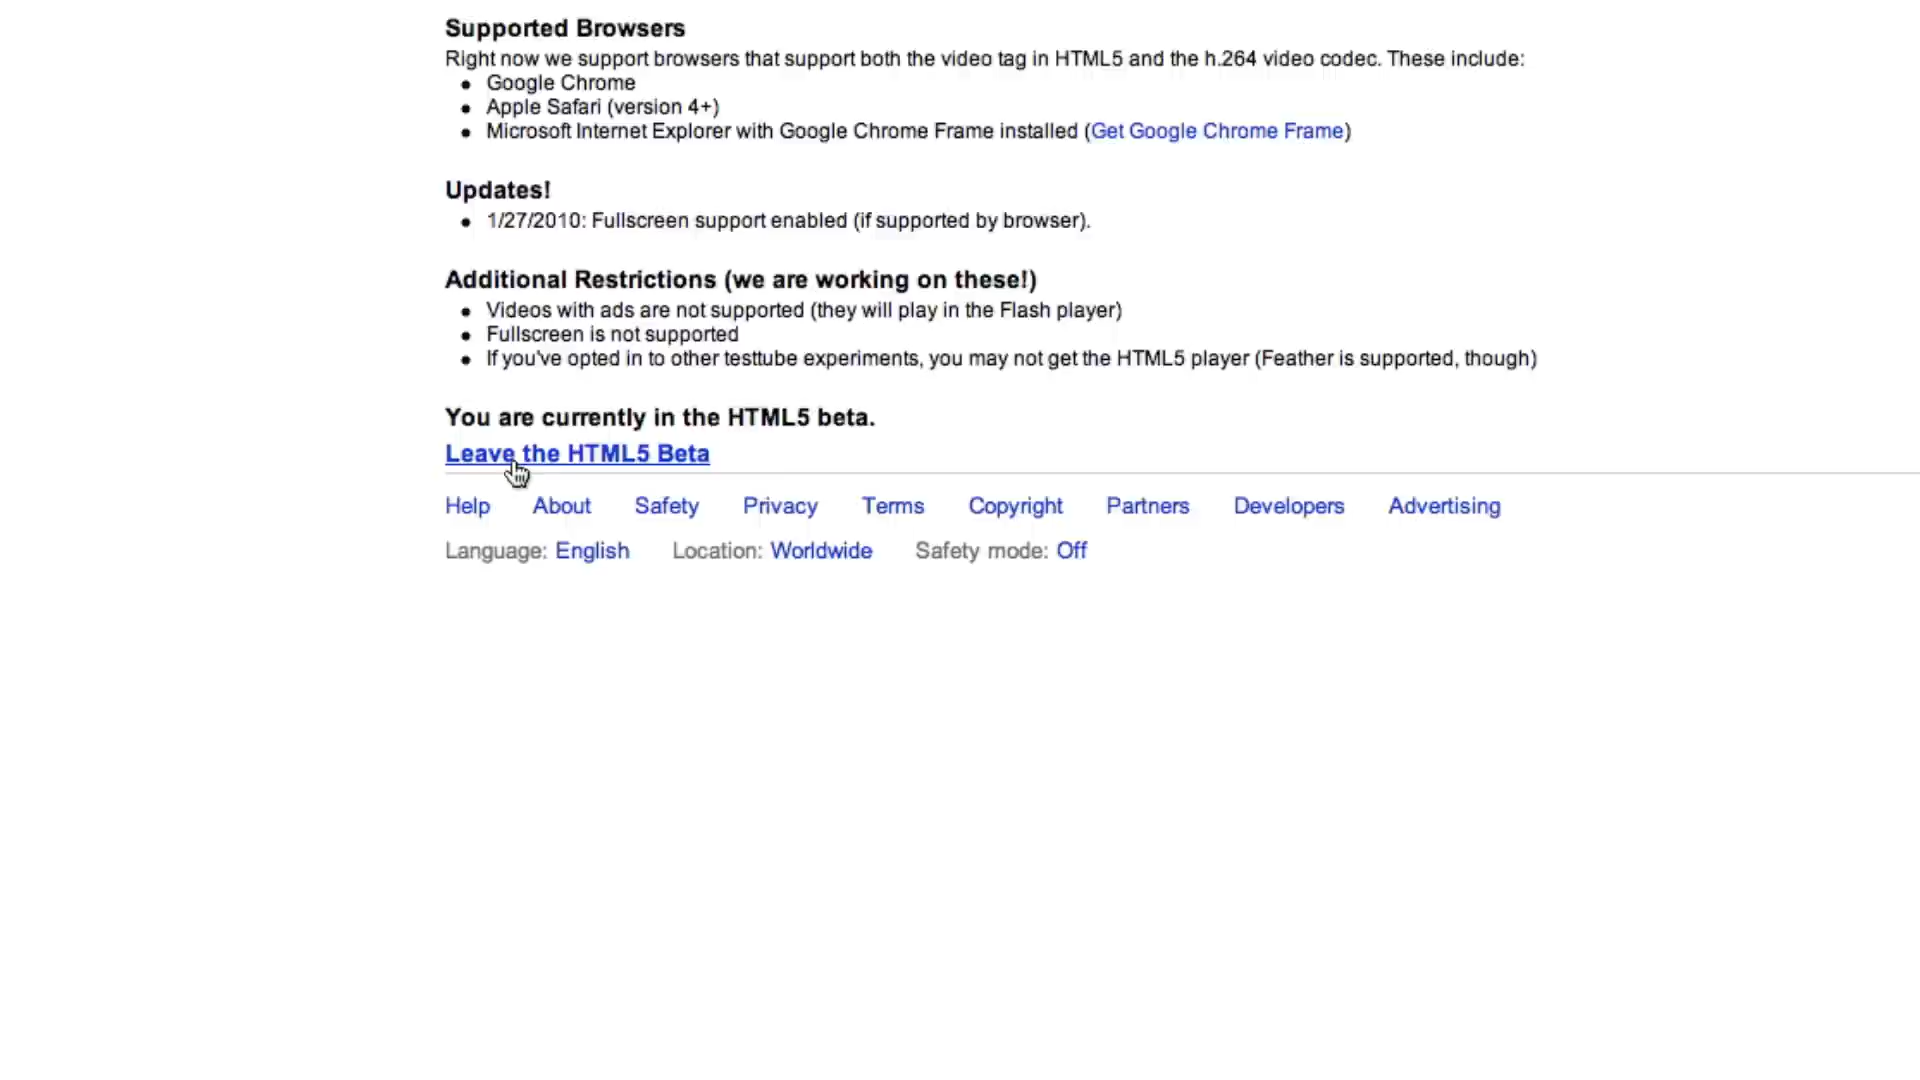 Supported Browsers
Right now we support browsers that support both the video tag in HTML5 and the h.264 video codec. These include:
Google Chrome
Apple Safari (version 4+)
Microsoft Internet Explorer with Google Chrome Frame installed (Get Google Chrome Frame)
Updates!
1/27/2010: Fullscreen support enabled (if supported by browser).
Additional Restrictions (we are working on these!)
Videos with ads are not supported (they will play in the Flash player)
Fullscreen is not supported
If you've opted in to other testtube experiments, you may not get the HTML5 player (Feather is supported, though)
You are currently in the HTML5 beta.
Leave the HTML5 Beta
Help About Safety Privacy Terms Copyright Partners Developers Advertising
Language: English Location: Worldwide Safety mode: Off